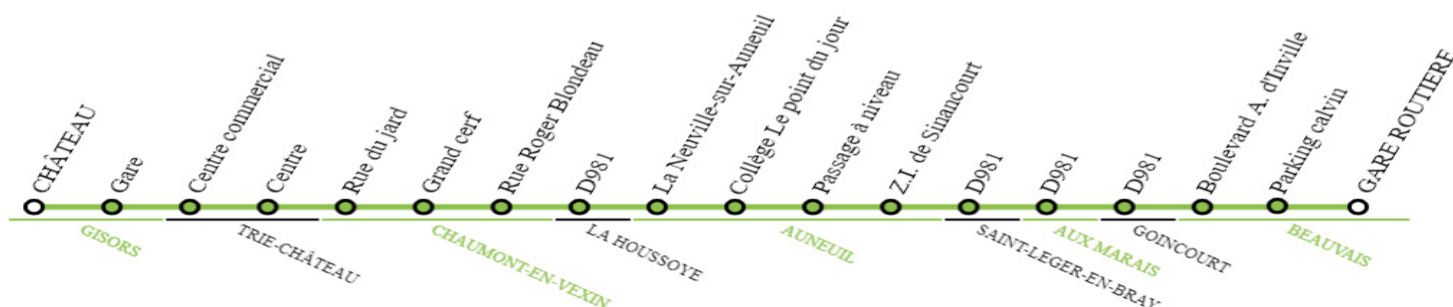 CHÂTEAU
Gare
Centre commercial
Centre
Rue du jard
Grand cerf
Rue Roger Blondeau
D981
La Neuville-sur-Auneuil
Collège Le point du jour
Passage à niveau
Z.I. de Sinancourt
D981
D981
D981
Boulevard A. d'Inville
Parking calvin
GARE ROUTIERE
GISORS
TRIE-CHÂTEAU
CHAUMONT-EN-VEXIN
LA HOUSSOYE
AUNEUIL
SAINT-LEGER-EN-BRAY
AUX MARAIS
GOINCOURT
BEAUVAIS